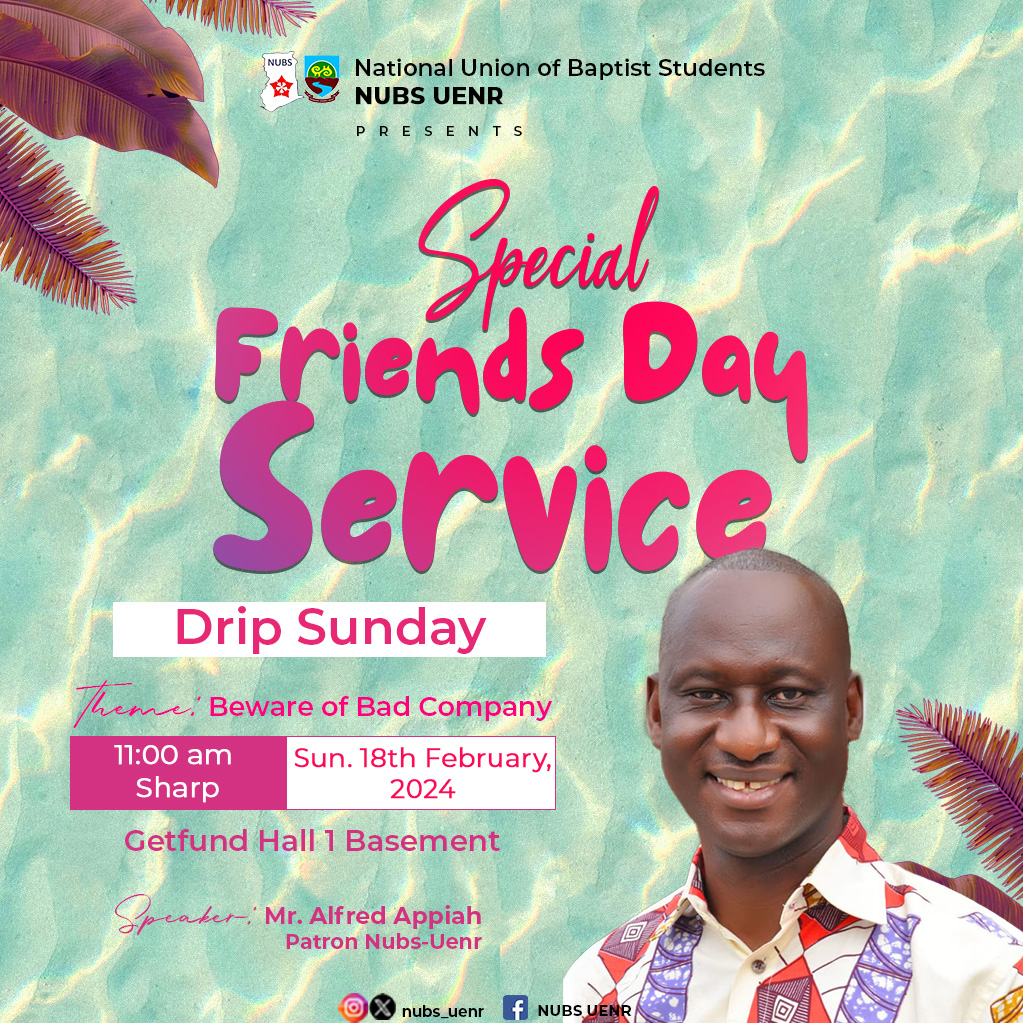 NUBS
National Union of Baptist Students
NUBS UENR
PRESENTS
Special
Friends Day
Service
Drip Sunday
Theme: Beware of Bad Company
11:00 am
Sharp
Sun. 18th February,
2024
Getfund Hall 1 Basement
Speaker: Mr. Alfred Appiah
Patron Nubs-Uenr
nubs_uenr
NUBS UENR